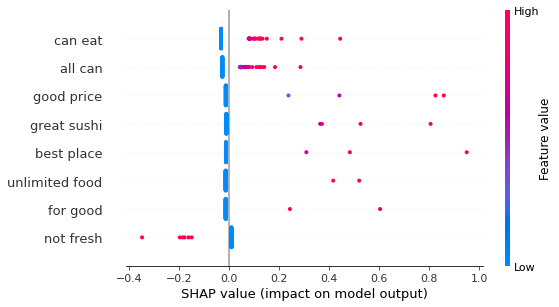 High
can eat
all can
good price
great sushi
best place
unlimited food
for good
not fresh
Feature value
Low
−0.4 −0.2 0.0 0.2 0.4 0.6 0.8 1.0
SHAP value (impact on model output)